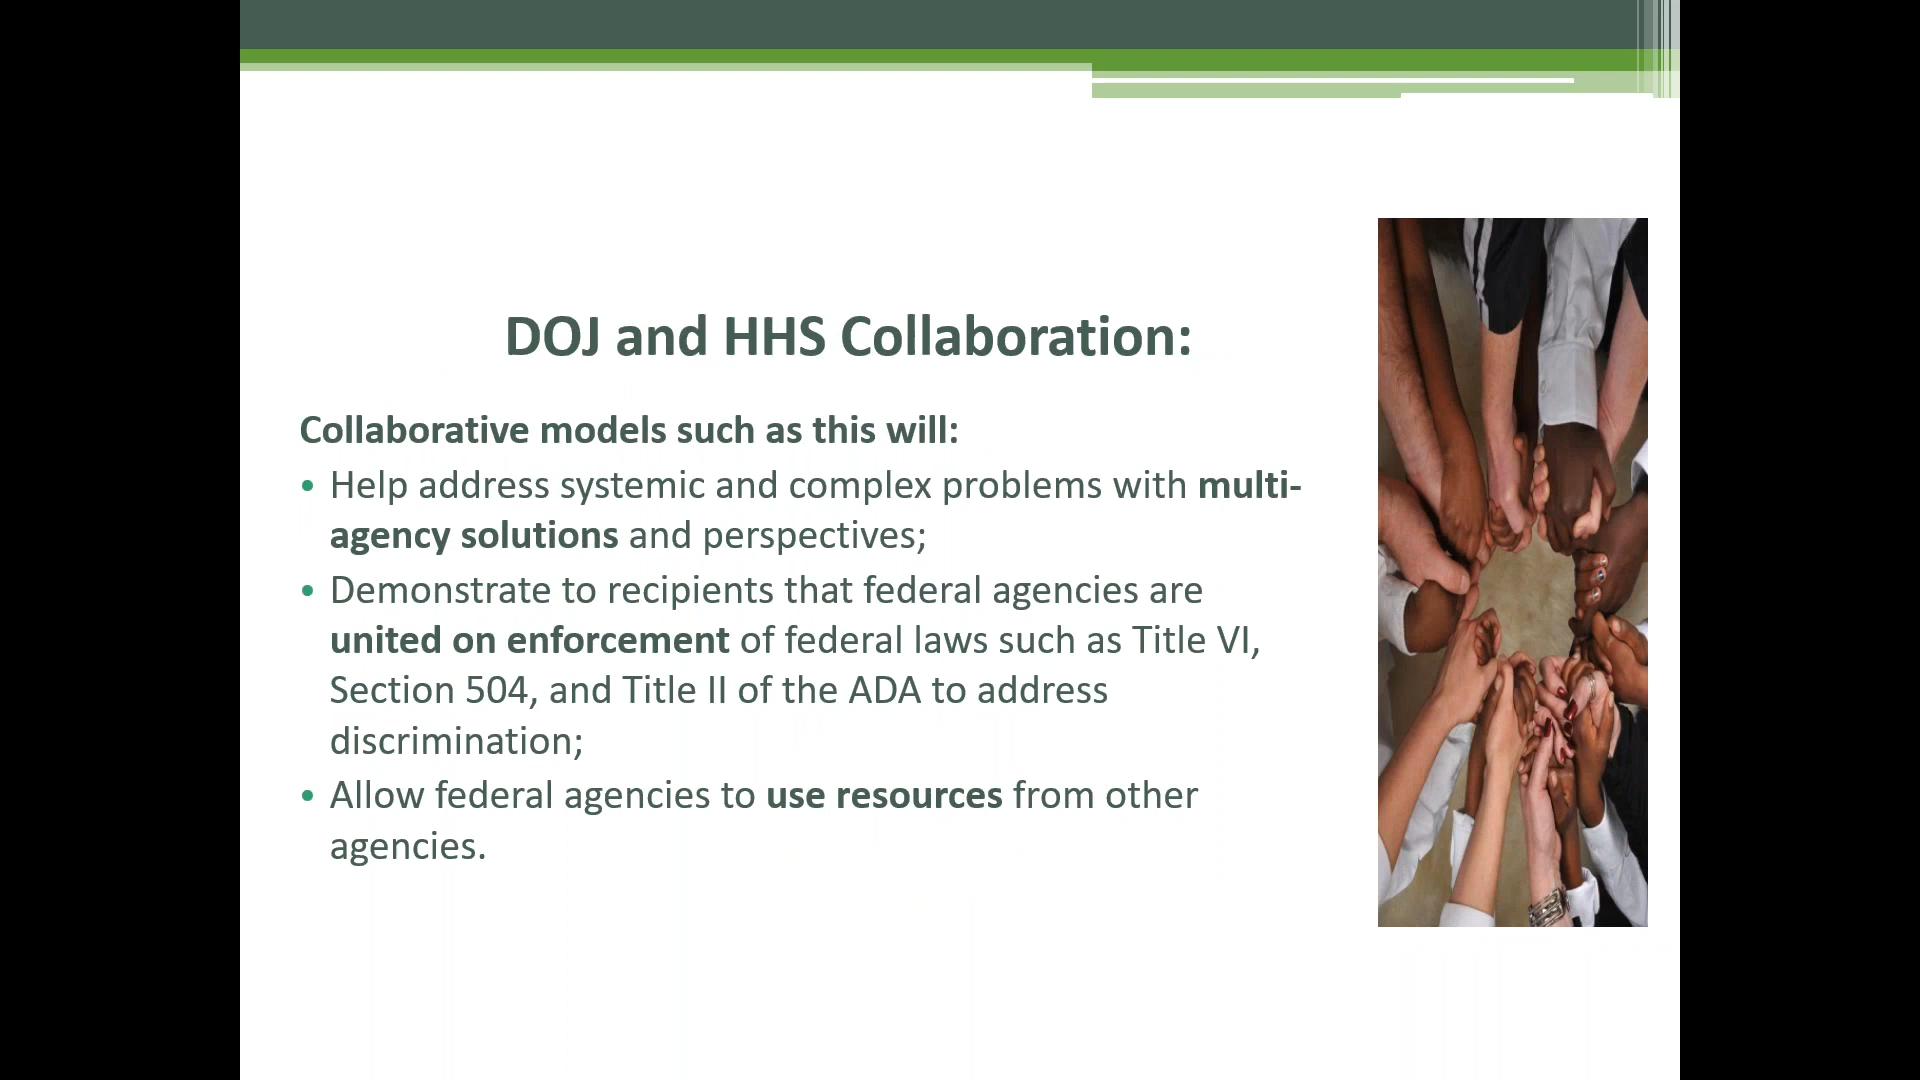 DOJ and HHS Collaboration:
Collaborative models such as this will:
• Help address systemic and complex problems with multi-
agency solutions and perspectives;
• Demonstrate to recipients that federal agencies are
united on enforcement of federal laws such as Title VI,
Section 504, and Title II of the ADA to address
discrimination;
• Allow federal agencies to use resources from other
agencies.